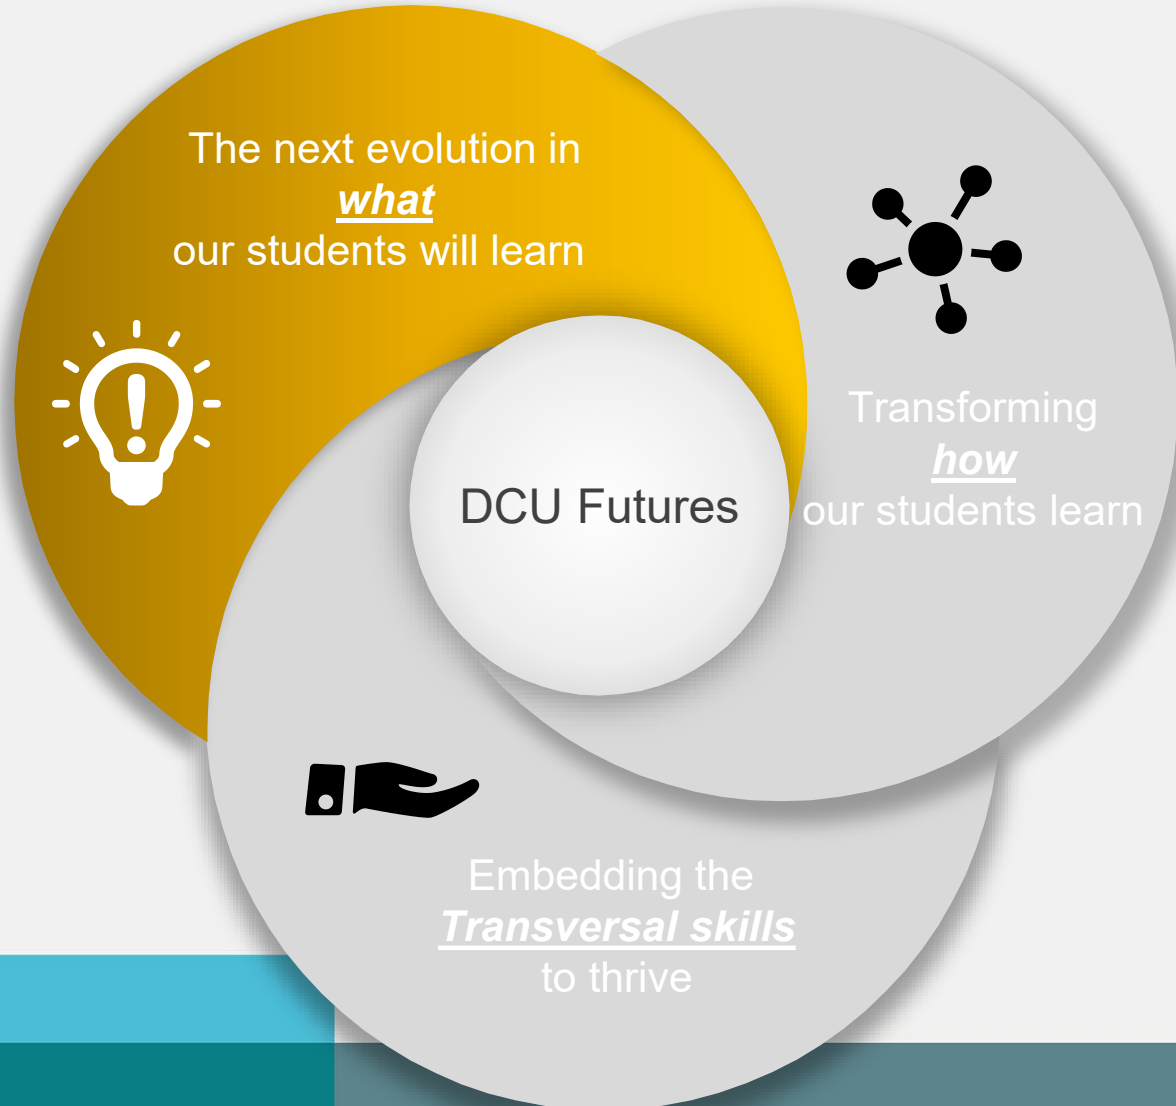 The next evolution in
what
our students will learn
Transforming
how
our students learn
DCU Futures
Embedding the
Transversal skills
to thrive